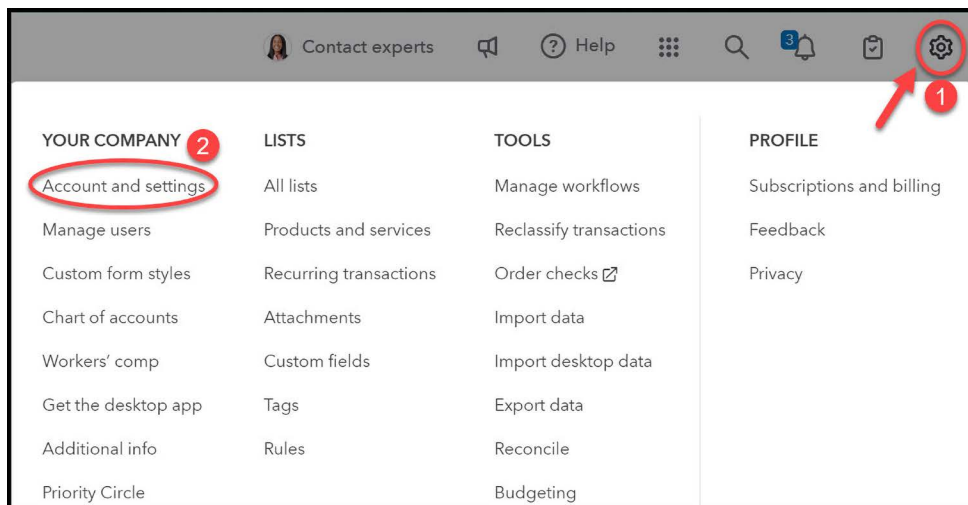 Contact experts
Help
3
1
YOUR COMPANY
2
Account and settings
Manage users
Custom form styles
Chart of accounts
Workers’ comp
Get the desktop app
Additional info
Priority Circle
LISTS
All lists
Products and services
Recurring transactions
Attachments
Custom fields
Tags
Rules
TOOLS
Manage workflows
Reclassify transactions
Order checks
Import data
Import desktop data
Export data
Reconcile
Budgeting
PROFILE
Subscriptions and billing
Feedback
Privacy